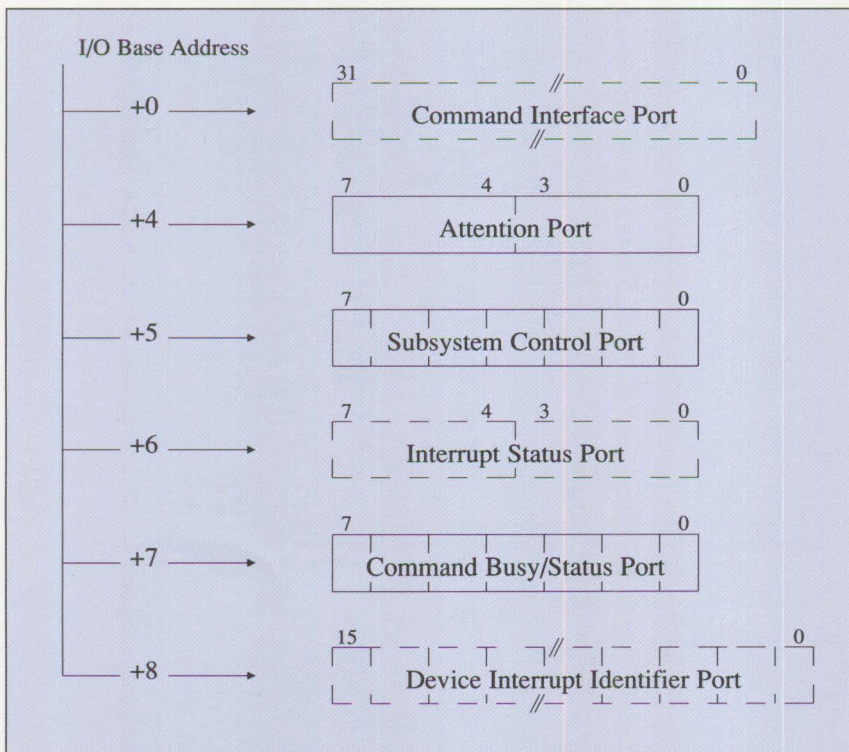 I/O Base Address
31 0
+0 Command Interface Port
7 4 3 0
+4 Attention Port
7 0
+5 Subsystem Control Port
7 4 3 0
+6 Interrupt Status Port
7 0
+7 Command Busy/Status Port
15 0
+8 Device Interrupt Identifier Port